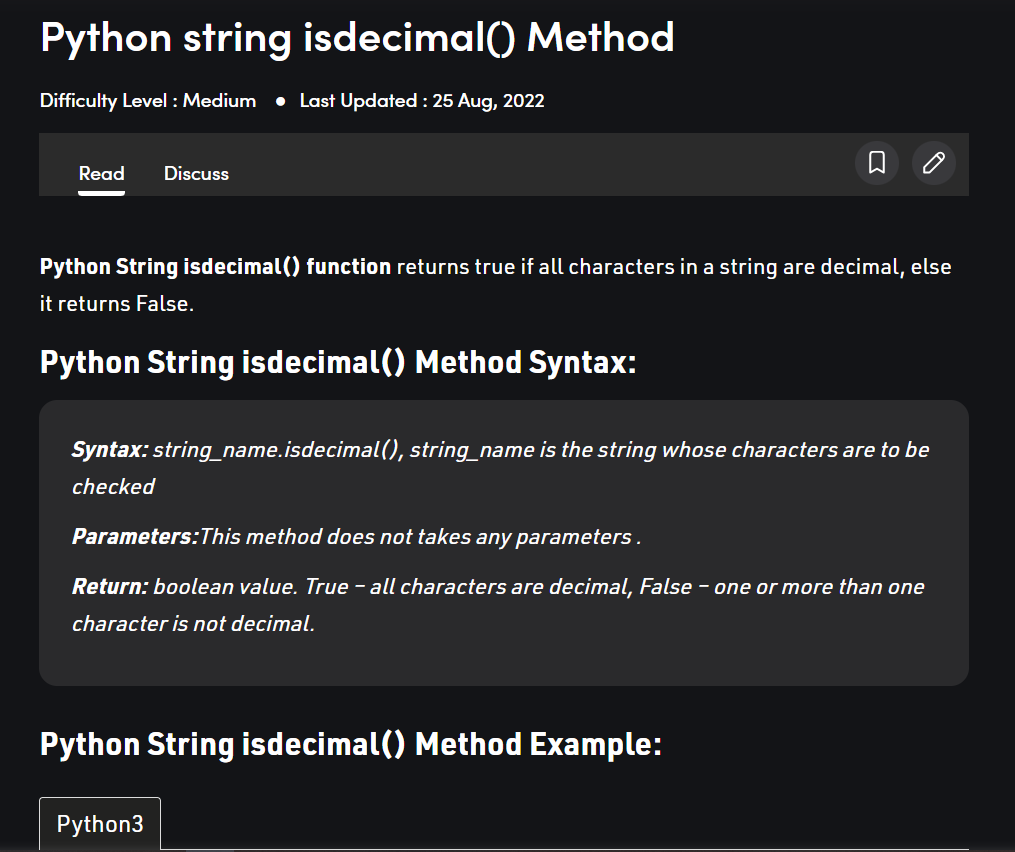 Python string isdecimal() Method
Difficulty Level : Medium ● Last Updated : 25 Aug, 2022
Read Discuss
Python String isdecimal() function returns true if all characters in a string are decimal, else
it returns False.
Python String isdecimal() Method Syntax:
Syntax: string_name.isdecimal(), string_name is the string whose characters are to be
checked
Parameters:This method does not takes any parameters .
Return: boolean value. True – all characters are decimal, False – one or more than one
character is not decimal.
Python String isdecimal() Method Example:
Python3